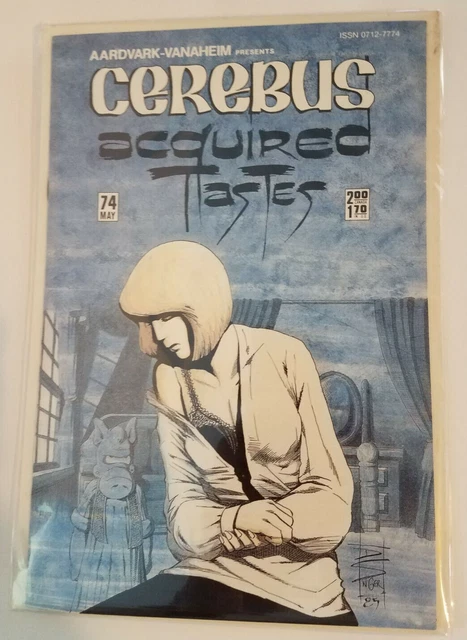 ISSN 0712-7774
AARDVARK-VANAHEIM PRESENTS
CEREBUS
acquired
Tastes
74
MAY
2.00
1.70